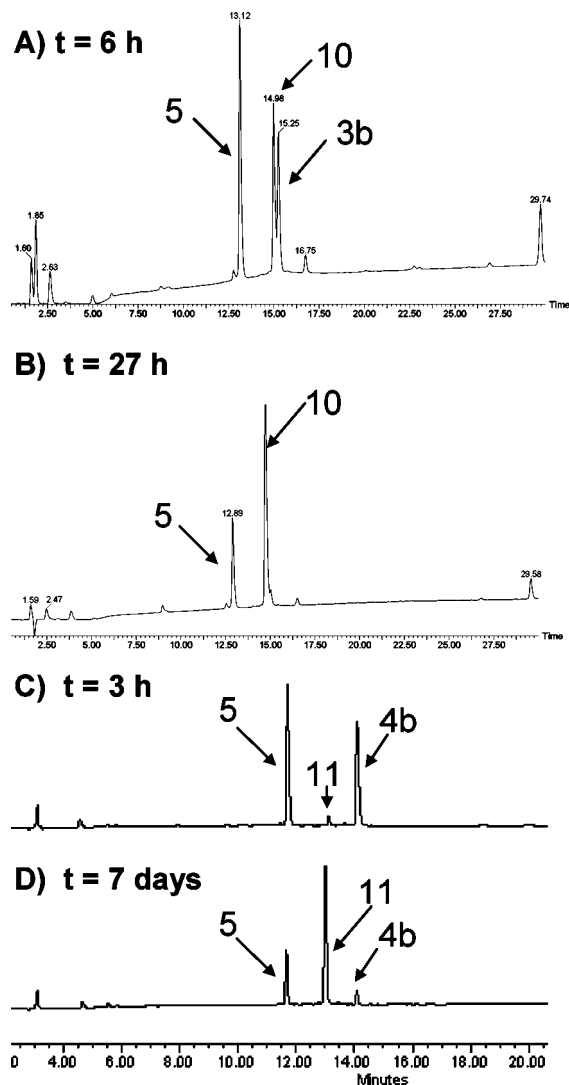 A) t = 6 h
13.12
10
5
14.98
15.25
3b
1.85
1.60
2.63
16.75
29.74
2.50 5.00 7.50 10.00 12.50 15.00 17.50 20.00 22.50 25.00 27.50 Time
B) t = 27 h
10
5
12.89
1.59 2.47
29.58
2.50 5.00 7.50 10.00 12.50 15.00 17.50 20.00 22.50 25.00 27.50 Time
C) t = 3 h
5
4b
11
D) t = 7 days
11
5
4b
0 4.00 6.00 8.00 10.00 12.00 14.00 16.00 18.00 20.00
Minutes